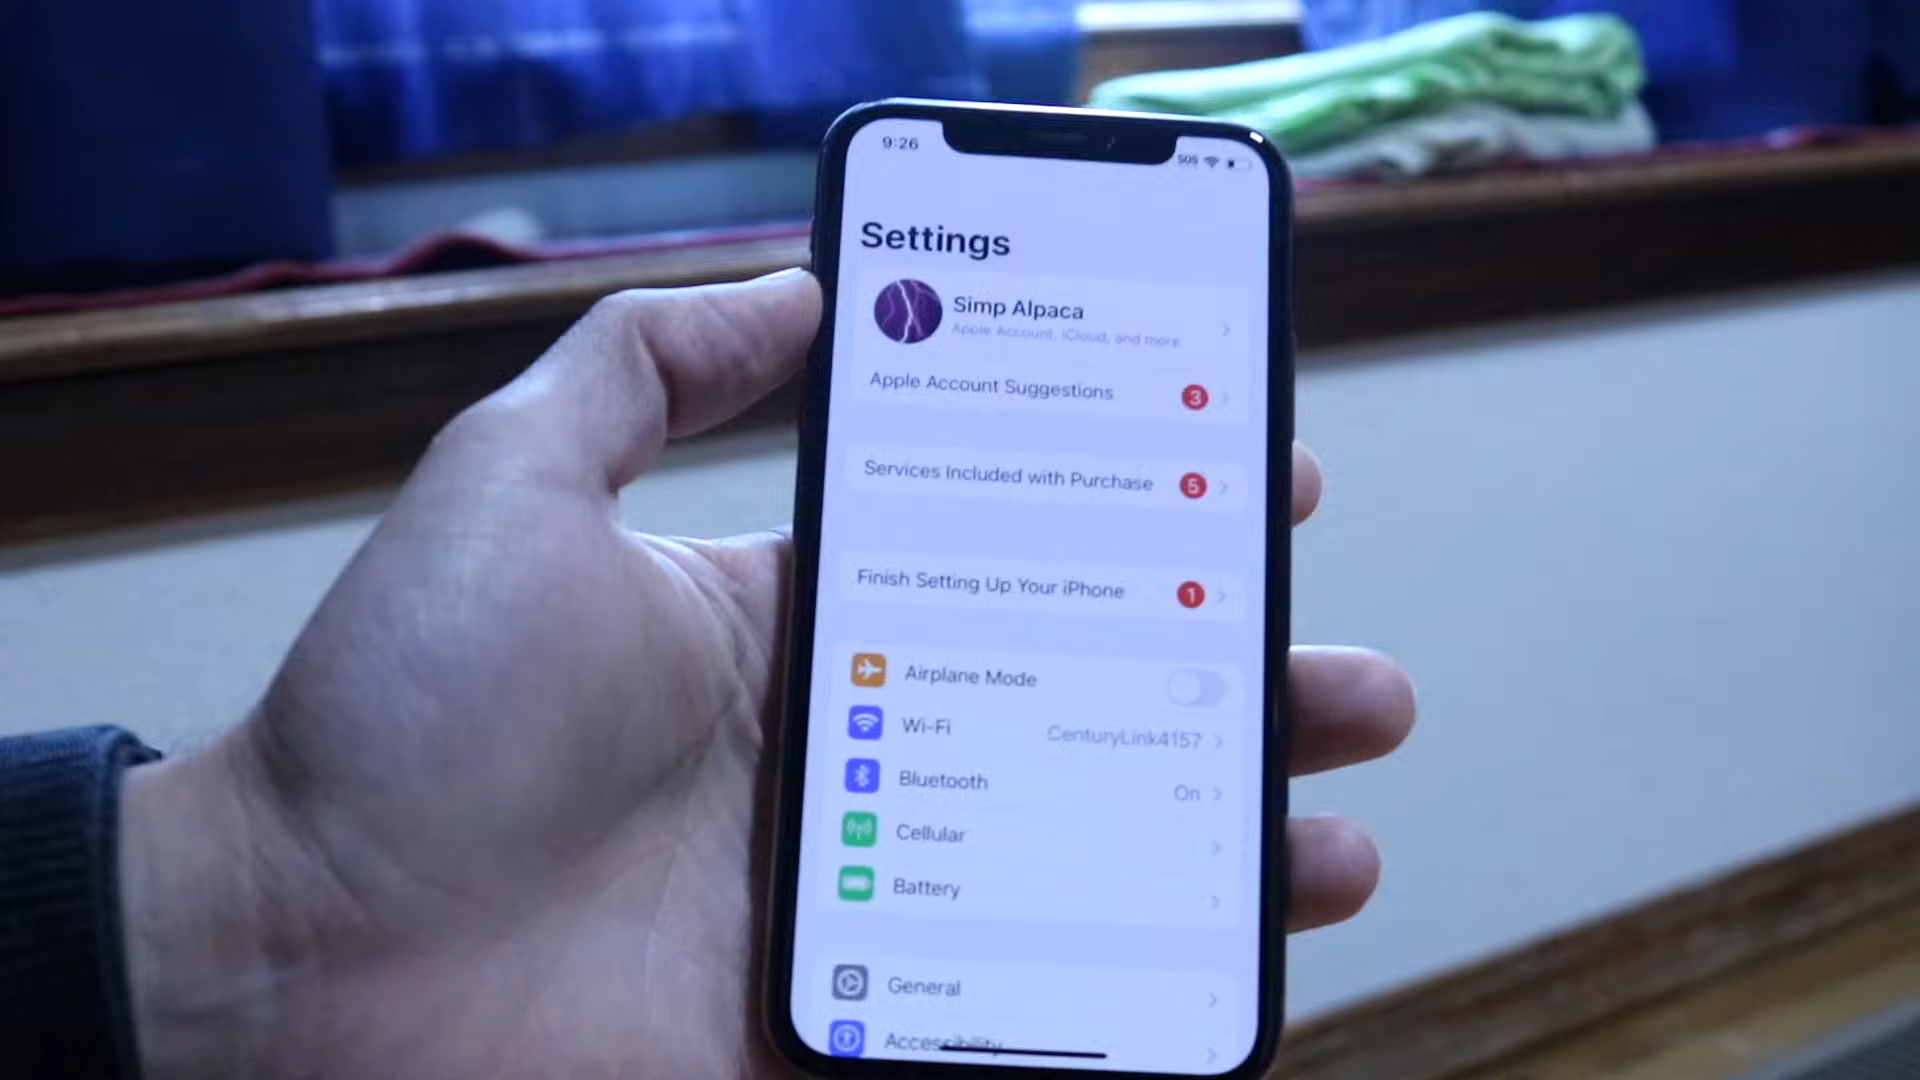 9:26
SOS
Settings
Simp Alpaca
Apple Account, iCloud, and more
Apple Account Suggestions 3
Services Included with Purchase 5
Finish Setting Up Your iPhone 1
Airplane Mode
Wi-Fi CenturyLink4157
Bluetooth On
Cellular
Battery
General
Accessibility